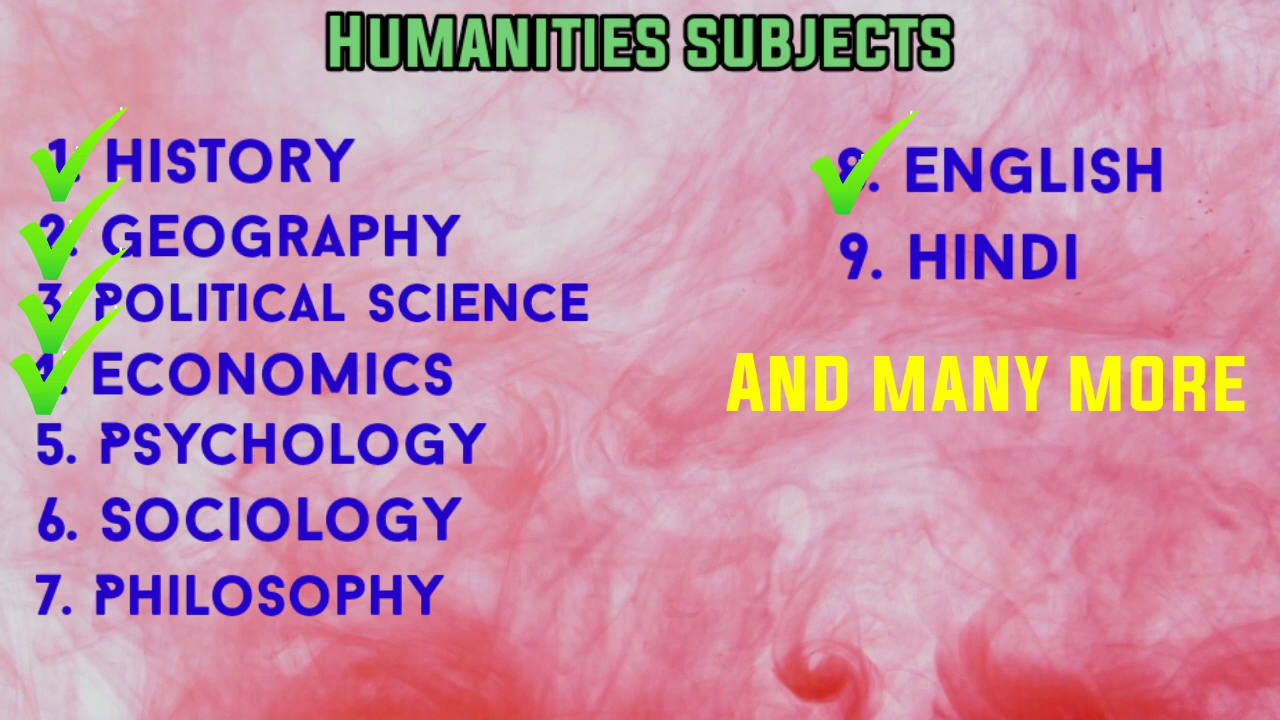 Humanities subjects
1. History
2. Geography
3. Political Science
4. Economics
5. Psychology
6. Sociology
7. Philosophy
8. English
9. Hindi
And many more